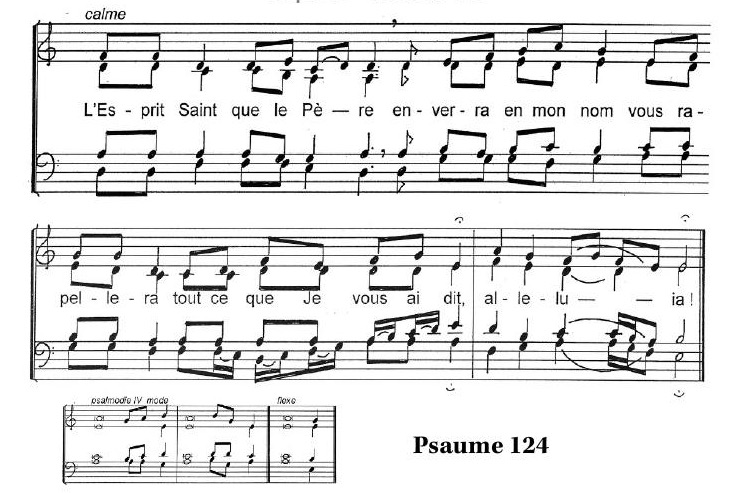 calme
L'Es - prit Saint que le Pè — re en - ver - ra en mon nom vous ra -
pel - le - ra tout ce que Je vous ai dit, al - le - lu — — ia !
psalmodie IV mode
flexe
Psaume 124